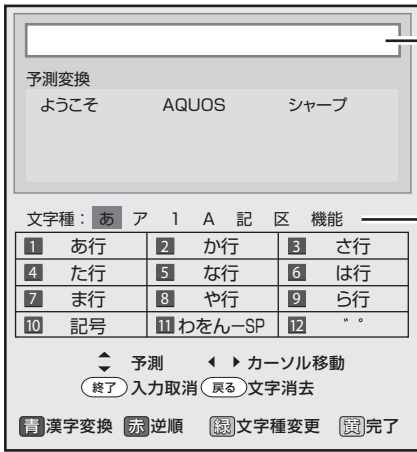 予測変換
ようこそ AQUOS シャープ
文字種： あ ア 1 A 記 区 機能
1 あ行 2 か行 3 さ行
4 た行 5 な行 6 は行
7 ま行 8 や行 9 ら行
10 記号 11 わをんーSP 12 ゛゜
予測 カーソル移動
終了 入力取消 戻る 文字消去
青 漢字変換 赤 逆順 緑 文字種変更 黄 完了